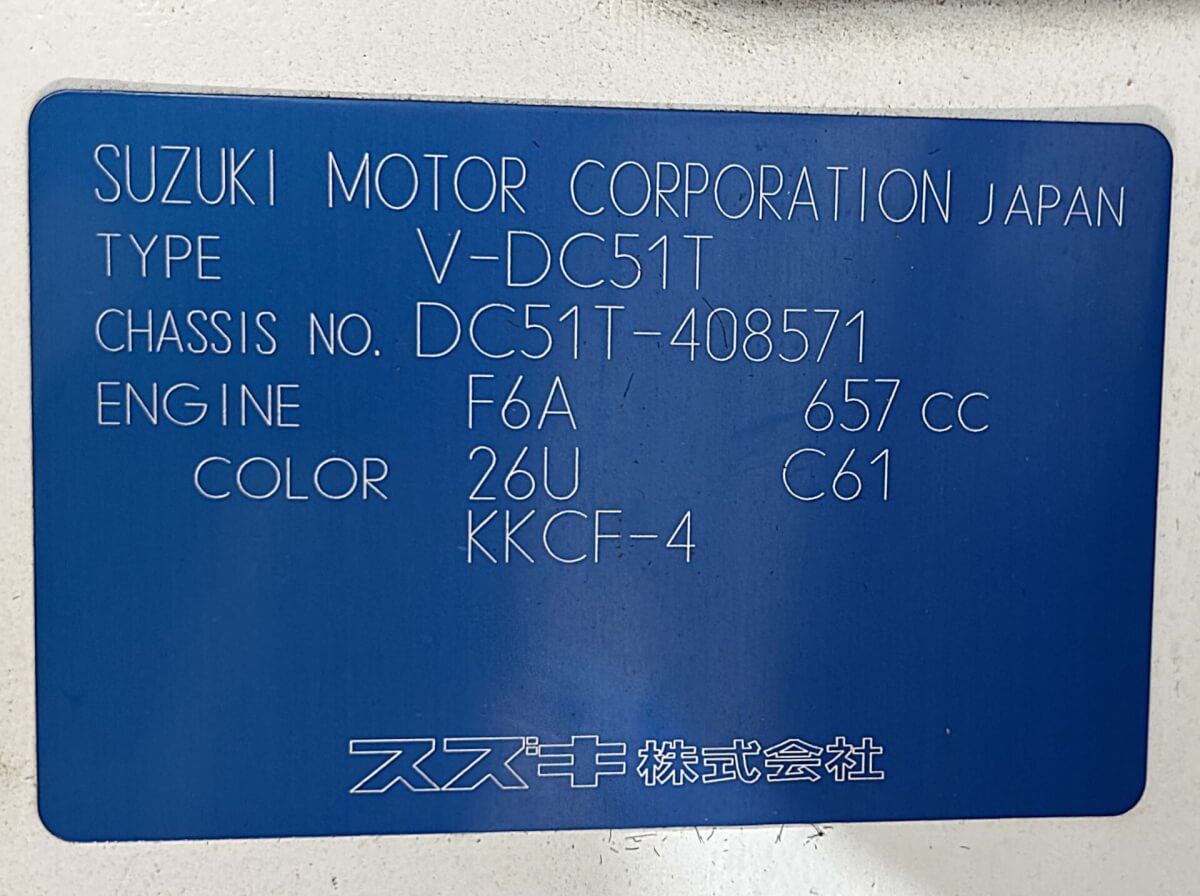 SUZUKI MOTOR CORPORATION JAPAN
TYPE V-DC51T
CHASSIS NO. DC51T-408571
ENGINE F6A 657 CC
COLOR 26U C61
KKCF-4
スズキ株式会社